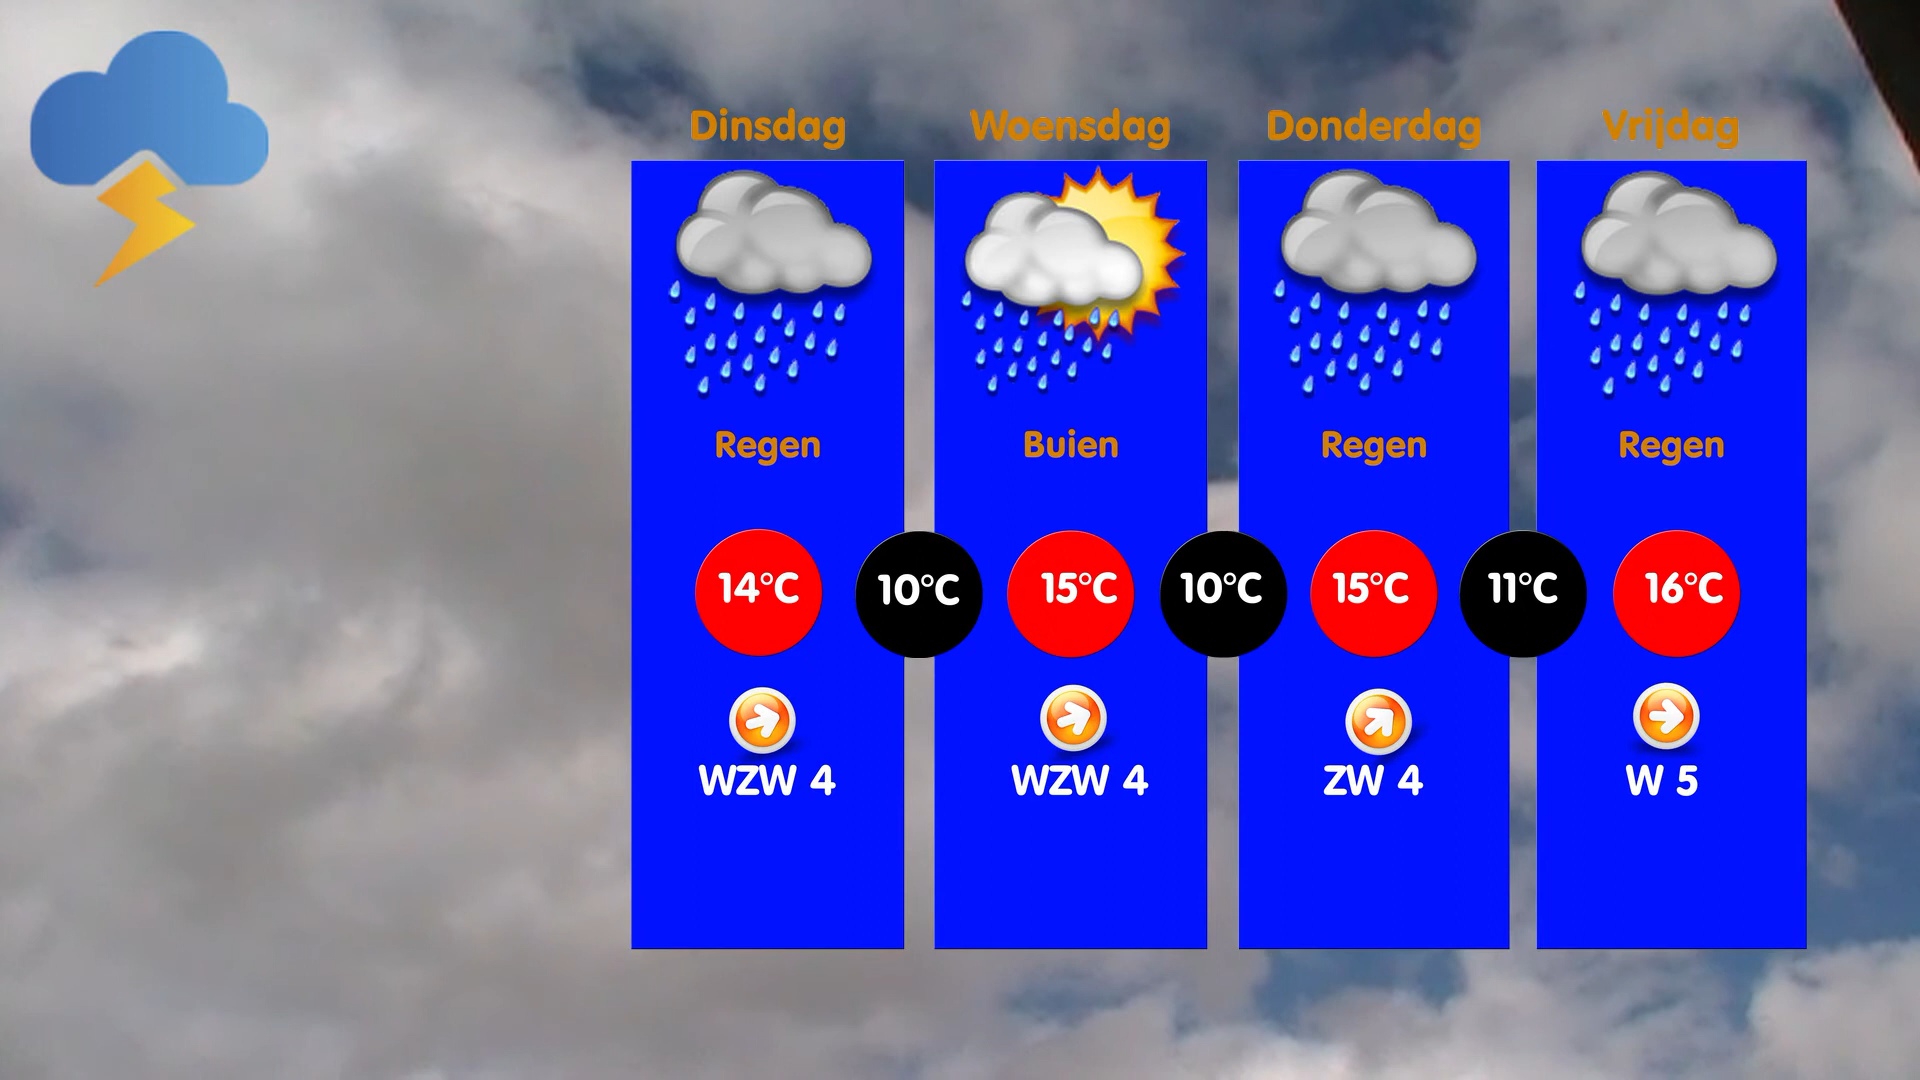 Dinsdag
Woensdag
Donderdag
Vrijdag
Regen
Buien
Regen
Regen
14°C
10°C
15°C
10°C
15°C
11°C
16°C
WZW 4
WZW 4
ZW 4
W 5